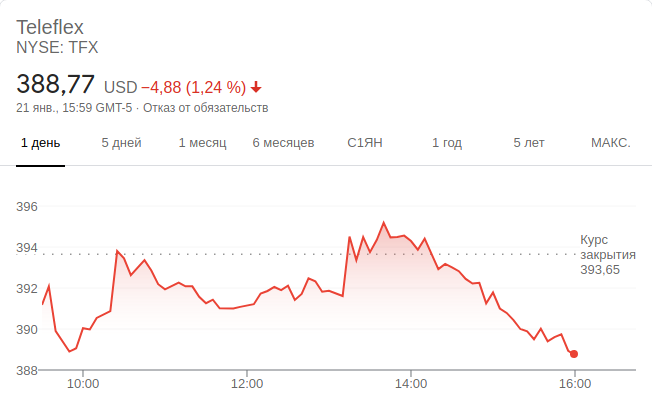 Teleflex
NYSE: TFX
388,77 USD −4,88 (1,24 %)
21 янв., 15:59 GMT-5 · Отказ от обязательств
1 день 5 дней 1 месяц 6 месяцев С1ЯН 1 год 5 лет МАКС.
396
394
392
390
388
Курс
закрытия
393,65
10:00 12:00 14:00 16:00